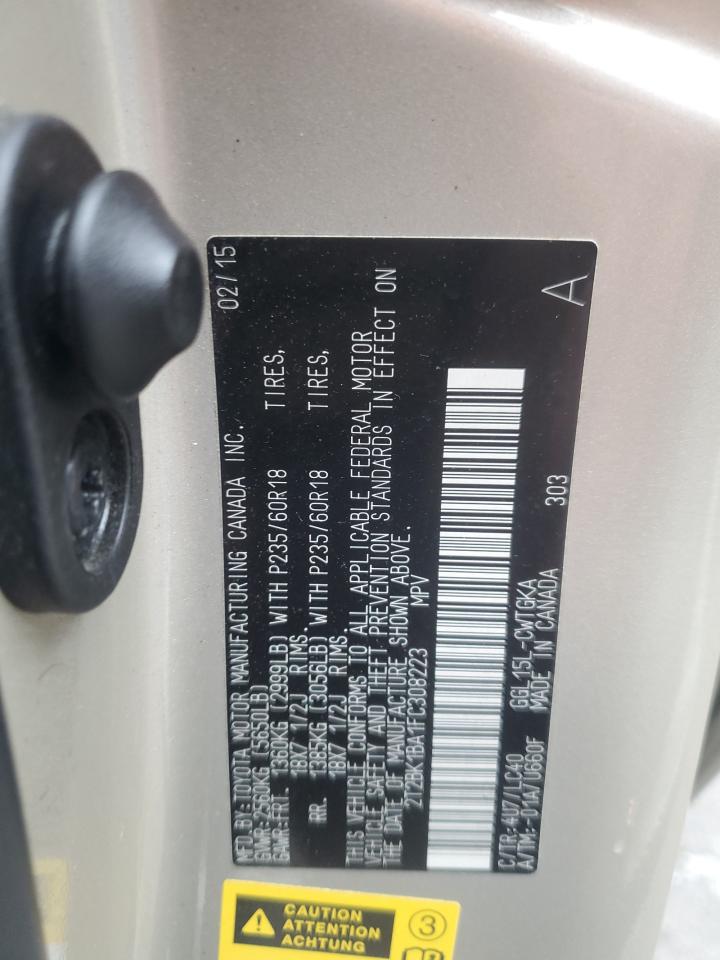 MFD. BY: TOYOTA MOTOR MANUFACTURING CANADA INC. 02/15
GVWR: 2560KG (5650LB)
GAWR: FRT. 1360KG (2999LB) WITH P235/60R18 TIRES,
18X7 1/2J RIMS,
RR. 1385KG (3056LB) WITH P235/60R18 TIRES,
18X7 1/2J RIMS.
THIS VEHICLE CONFORMS TO ALL APPLICABLE FEDERAL MOTOR
VEHICLE SAFETY AND THEFT PREVENTION STANDARDS IN EFFECT ON
THE DATE OF MANUFACTURE SHOWN ABOVE.
2T2BK1BA1FC308223 MPV
A
C/TR: 4U7/LC40 GGL15L-CWTGKA 303
A/TM: -01A/U660F MADE IN CANADA
CAUTION
ATTENTION
ACHTUNG
3